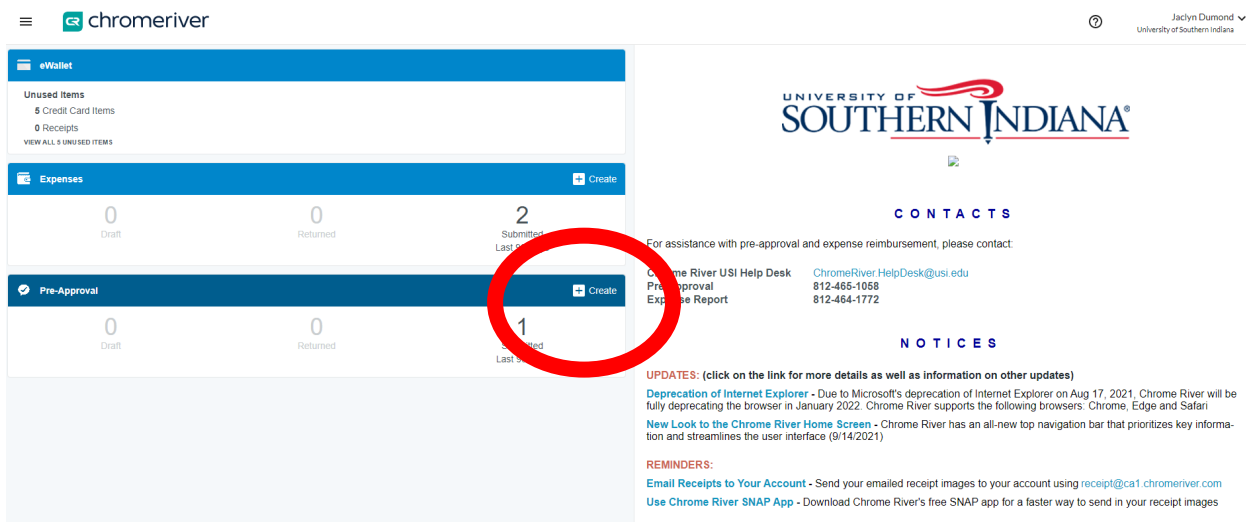 chromeriver
Jaclyn Dumond
University of Southern Indiana
eWallet
Unused Items
5 Credit Card Items
0 Receipts
VIEW ALL 5 UNUSED ITEMS
Expenses
Create
0
Draft
0
Returned
2
Submitted
Last
Pre-Approval
Create
0
Draft
0
Returned
1
Last
UNIVERSITY OF
SOUTHERN INDIANA®
CONTACTS
For assistance with pre-approval and expense reimbursement, please contact:
Chrome River USI Help Desk ChromeRiver.HelpDesk@usi.edu
812-465-1058
Report 812-464-1772
NOTICES
UPDATES: (click on the link for more details as well as information on other updates)
Deprecation of Internet Explorer - Due to Microsoft's deprecation of Internet Explorer on Aug 17, 2021, Chrome River will be
fully deprecating the browser in January 2022. Chrome River supports the following browsers: Chrome, Edge and Safari
New Look to the Chrome River Home Screen - Chrome River has an all-new top navigation bar that prioritizes key informa-
tion and streamlines the user interface (9/14/2021)
REMINDERS:
Email Receipts to Your Account - Send your emailed receipt images to your account using receipt@ca1.chromeriver.com
Use Chrome River SNAP App - Download Chrome River's free SNAP app for a faster way to send in your receipt images